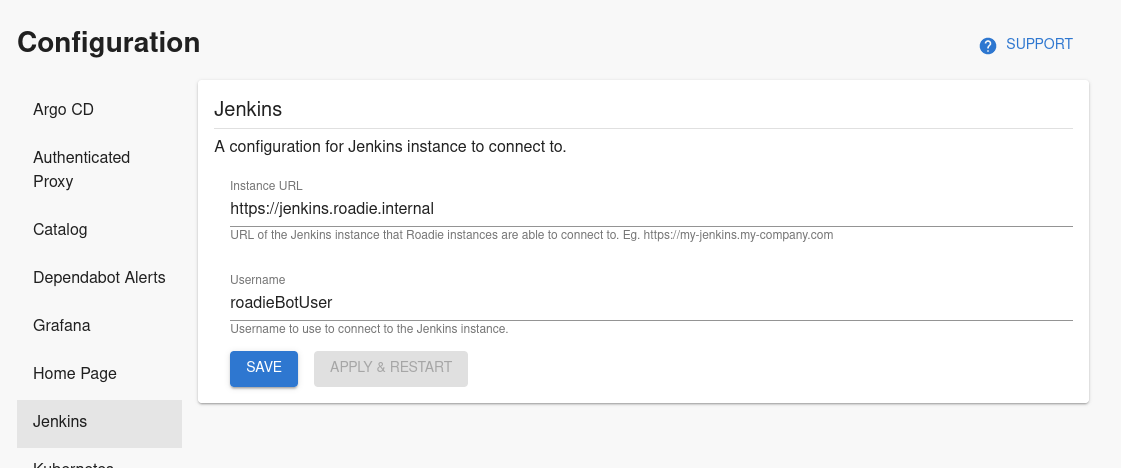 Configuration
SUPPORT
Argo CD
Authenticated
Proxy
Catalog
Dependabot Alerts
Grafana
Home Page
Jenkins
Kubernetes
Jenkins
A configuration for Jenkins instance to connect to.
Instance URL
https://jenkins.roadie.internal
URL of the Jenkins instance that Roadie instances are able to connect to. Eg. https://my-jenkins.my-company.com
Username
roadieBotUser
Username to use to connect to the Jenkins instance.
SAVE
APPLY & RESTART